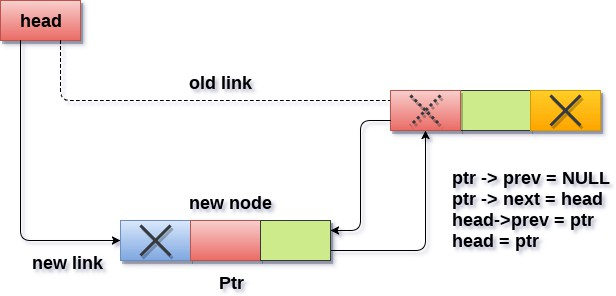 head
old link
new node
ptr -> prev = NULL
ptr -> next = head
head->prev = ptr
head = ptr
new link
Ptr